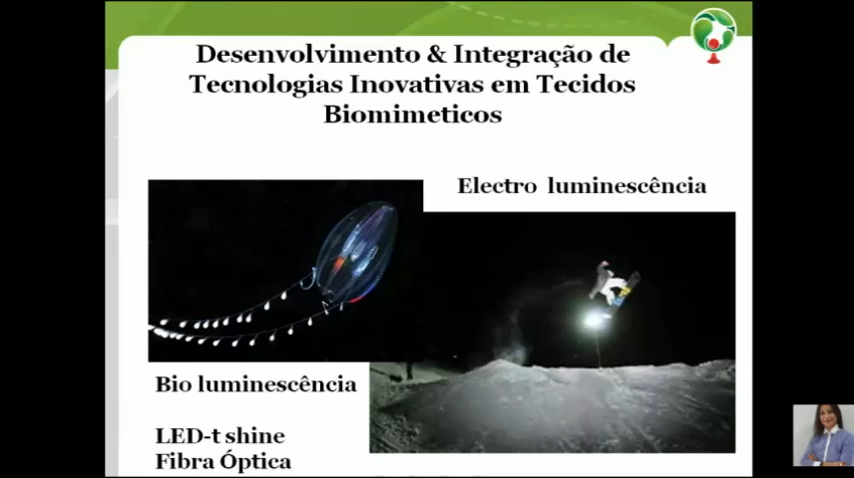 Desenvolvimento & Integração de
Tecnologias Inovativas em Tecidos
Biomimeticos
Electro luminescência
Bio luminescência
LED-t shine
Fibra Óptica